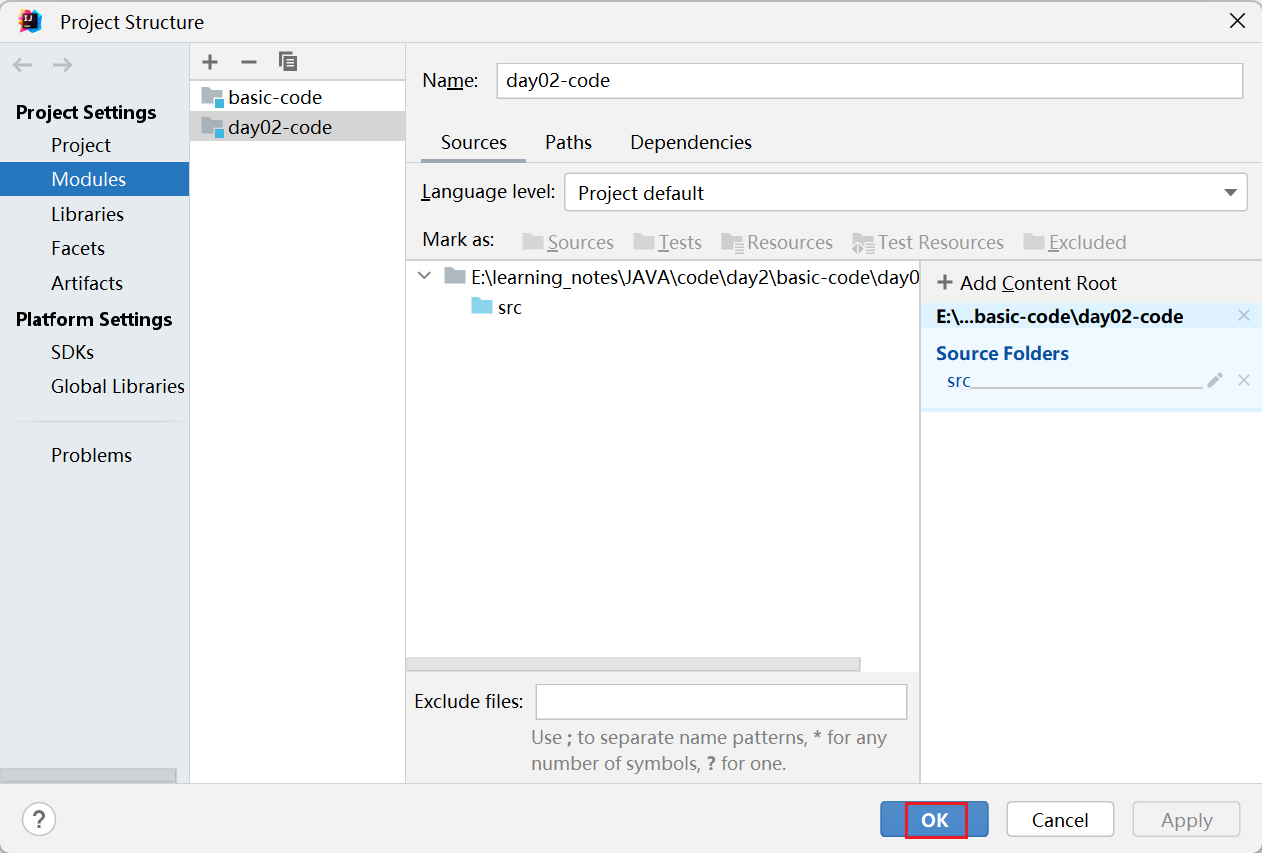 Project Structure
Project Settings
Project
Modules
Libraries
Facets
Artifacts
Platform Settings
SDKs
Global Libraries
Problems
basic-code
day02-code
Name: day02-code
Sources Paths Dependencies
Language level: Project default
Mark as: Sources Tests Resources Test Resources Excluded
E:\learning_notes\JAVA\code\day2\basic-code\day0
src
Add Content Root
E:\...basic-code\day02-code
Source Folders
src
Exclude files:
Use ; to separate name patterns, * for any
number of symbols, ? for one.
? OK Cancel Apply